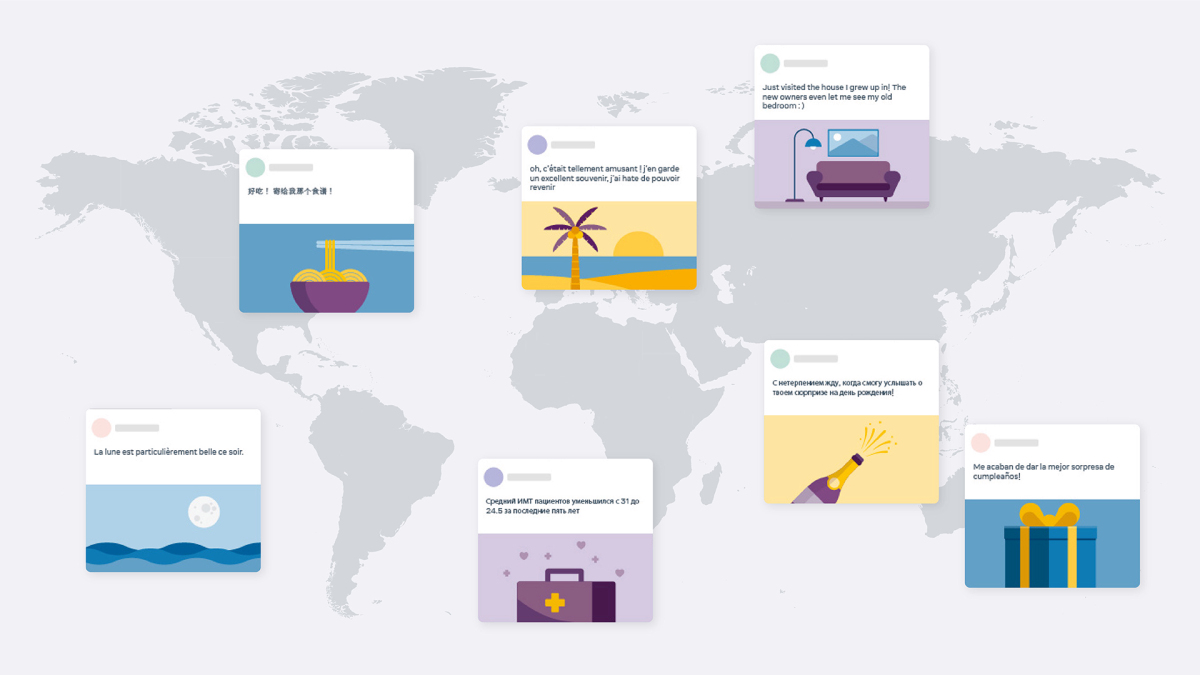 Just visited the house I grew up in! The
new owners even let me see my old
bedroom : )
oh, c'était tellement amusant ! j'en garde
un excellent souvenir, j'ai hate de pouvoir
revenir
好吃！ 寄给我那个食谱！
С нетерпением жду, когда смогу услышать о
твоем сюрпризе на день рождения!
La lune est particulièrement belle ce soir.
Me acaban de dar la mejor sorpresa de
cumpleaños!
Средний ИМТ пациентов уменьшился с 31 до
24.5 за последние пять лет